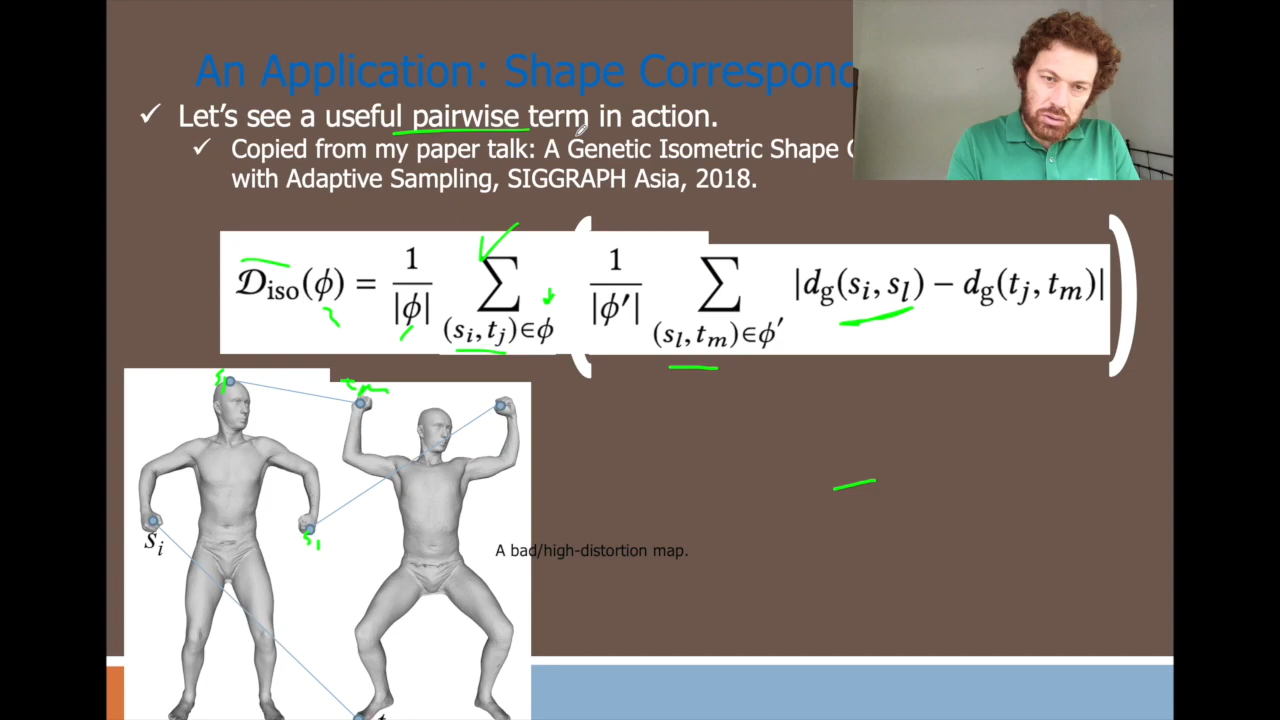 An Application: Shape Correspond
✓ Let's see a useful pairwise term in action.
✓ Copied from my paper talk: A Genetic Isometric Shape
with Adaptive Sampling, SIGGRAPH Asia, 2018.
𝒟iso(ϕ) = 1/|ϕ| ∑(si, tj)∈ϕ ( 1/|ϕ′| ∑(sl, tm)∈ϕ′ |dg(si, sl) − dg(tj, tm)| )
tm
si
A bad/high-distortion map.